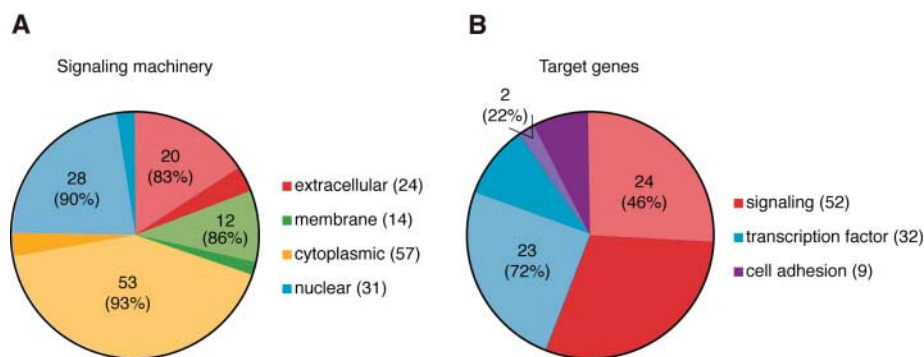 A
Signaling machinery
20
(83%)
12
(86%)
53
(93%)
28
(90%)
extracellular (24)
membrane (14)
cytoplasmic (57)
nuclear (31)
B
Target genes
2
(22%)
24
(46%)
23
(72%)
signaling (52)
transcription factor (32)
cell adhesion (9)